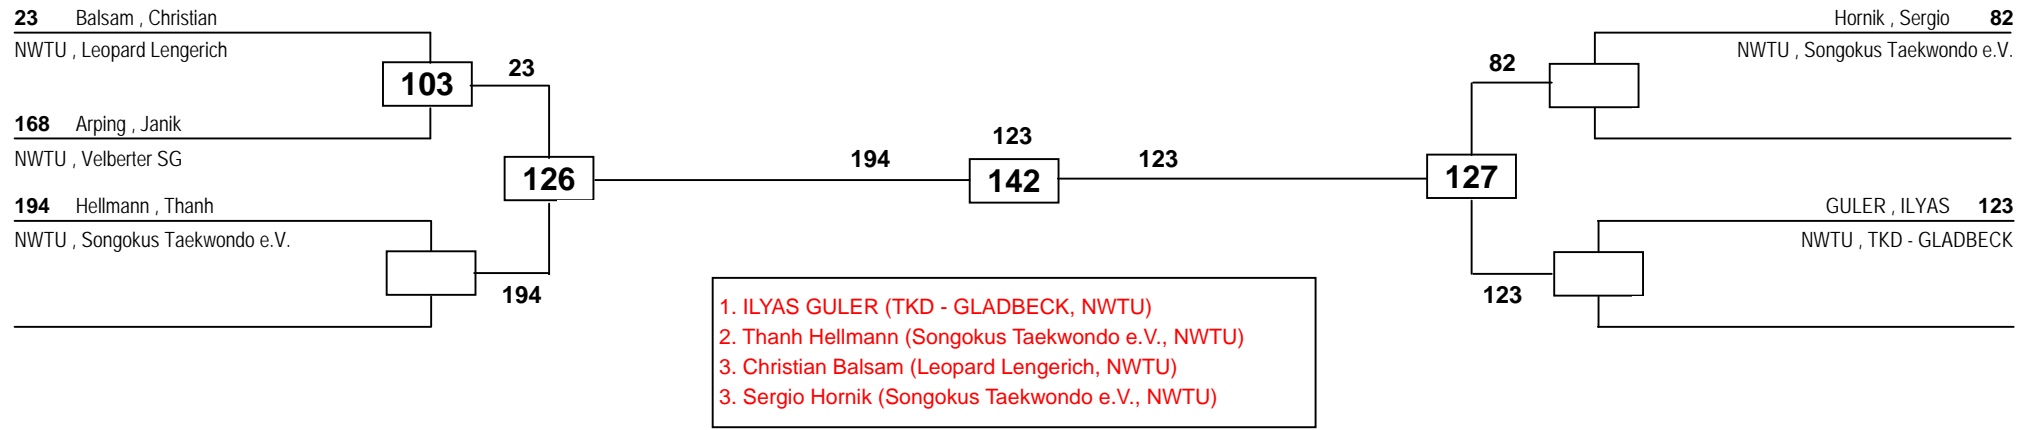 23 Balsam , Christian
NWTU , Leopard Lengerich
103
23
168 Arping , Janik
NWTU , Velberter SG
126
194
194 Hellmann , Thanh
NWTU , Songokus Taekwondo e.V.
194
123
142
123
Hornik , Sergio 82
NWTU , Songokus Taekwondo e.V.
82
127
GULER , ILYAS 123
NWTU , TKD - GLADBECK
123
1. ILYAS GULER (TKD - GLADBECK, NWTU)
2. Thanh Hellmann (Songokus Taekwondo e.V., NWTU)
3. Christian Balsam (Leopard Lengerich, NWTU)
3. Sergio Hornik (Songokus Taekwondo e.V., NWTU)